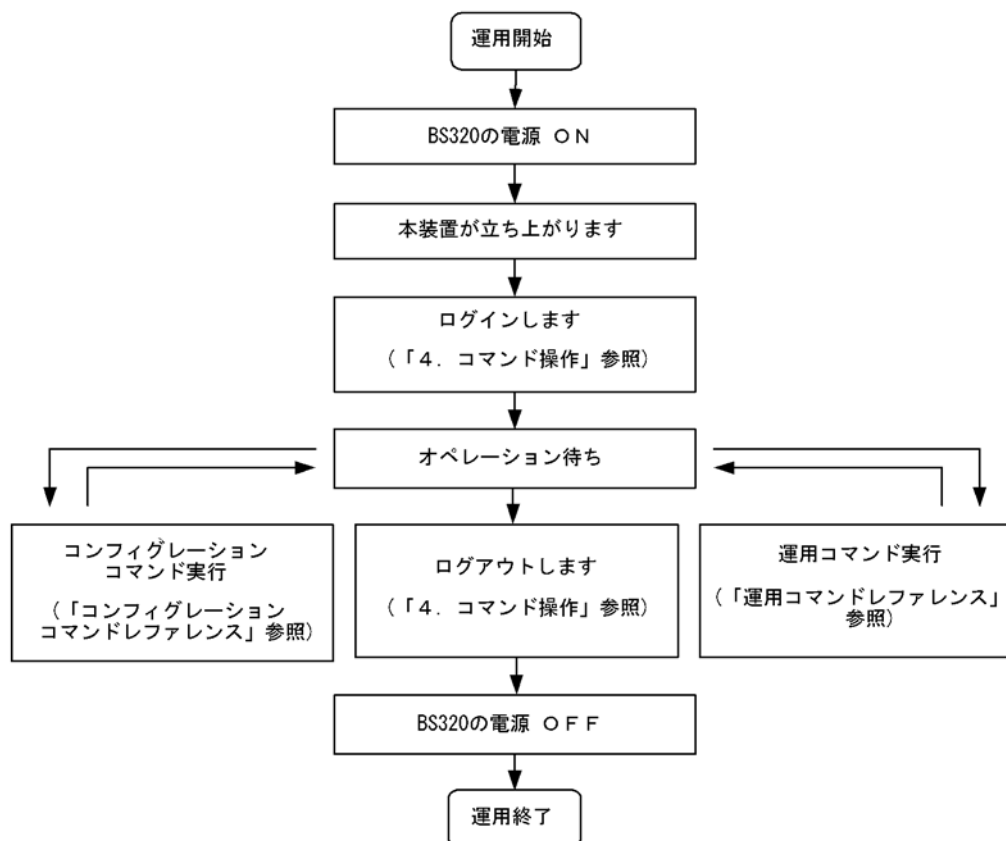 運用開始
BS320の電源 ＯＮ
本装置が立ち上がります
ログインします
（「４．コマンド操作」参照）
オペレーション待ち
コンフィグレーション
コマンド実行
（「コンフィグレーション
コマンドレファレンス」参照）
ログアウトします
（「４．コマンド操作」参照）
運用コマンド実行
（「運用コマンドレファレンス」
参照）
BS320の電源 ＯＦＦ
運用終了